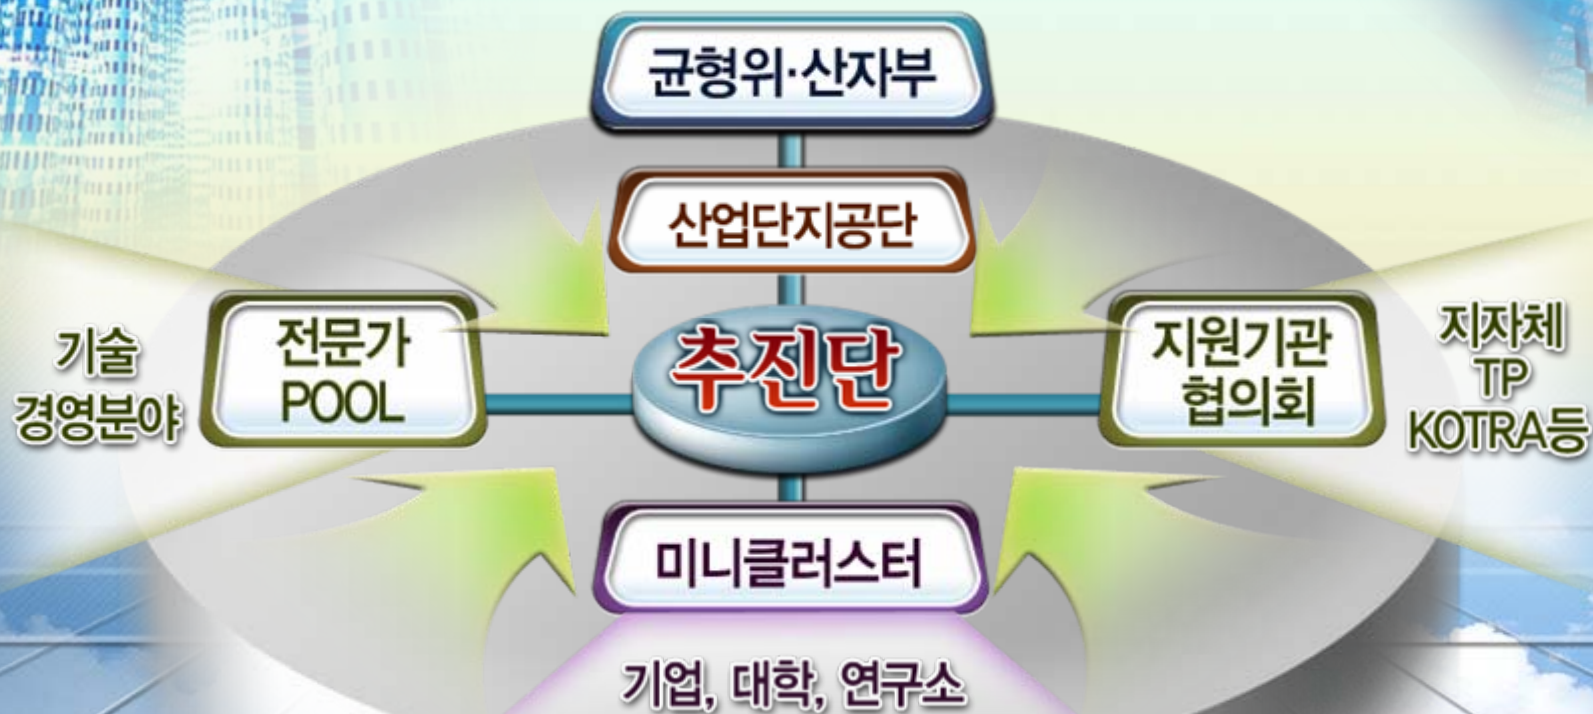 균형위·산자부
산업단지공단
기술
경영분야
전문가
POOL
추진단
지원기관
협의회
지자체
TP
KOTRA등
미니클러스터
기업, 대학, 연구소